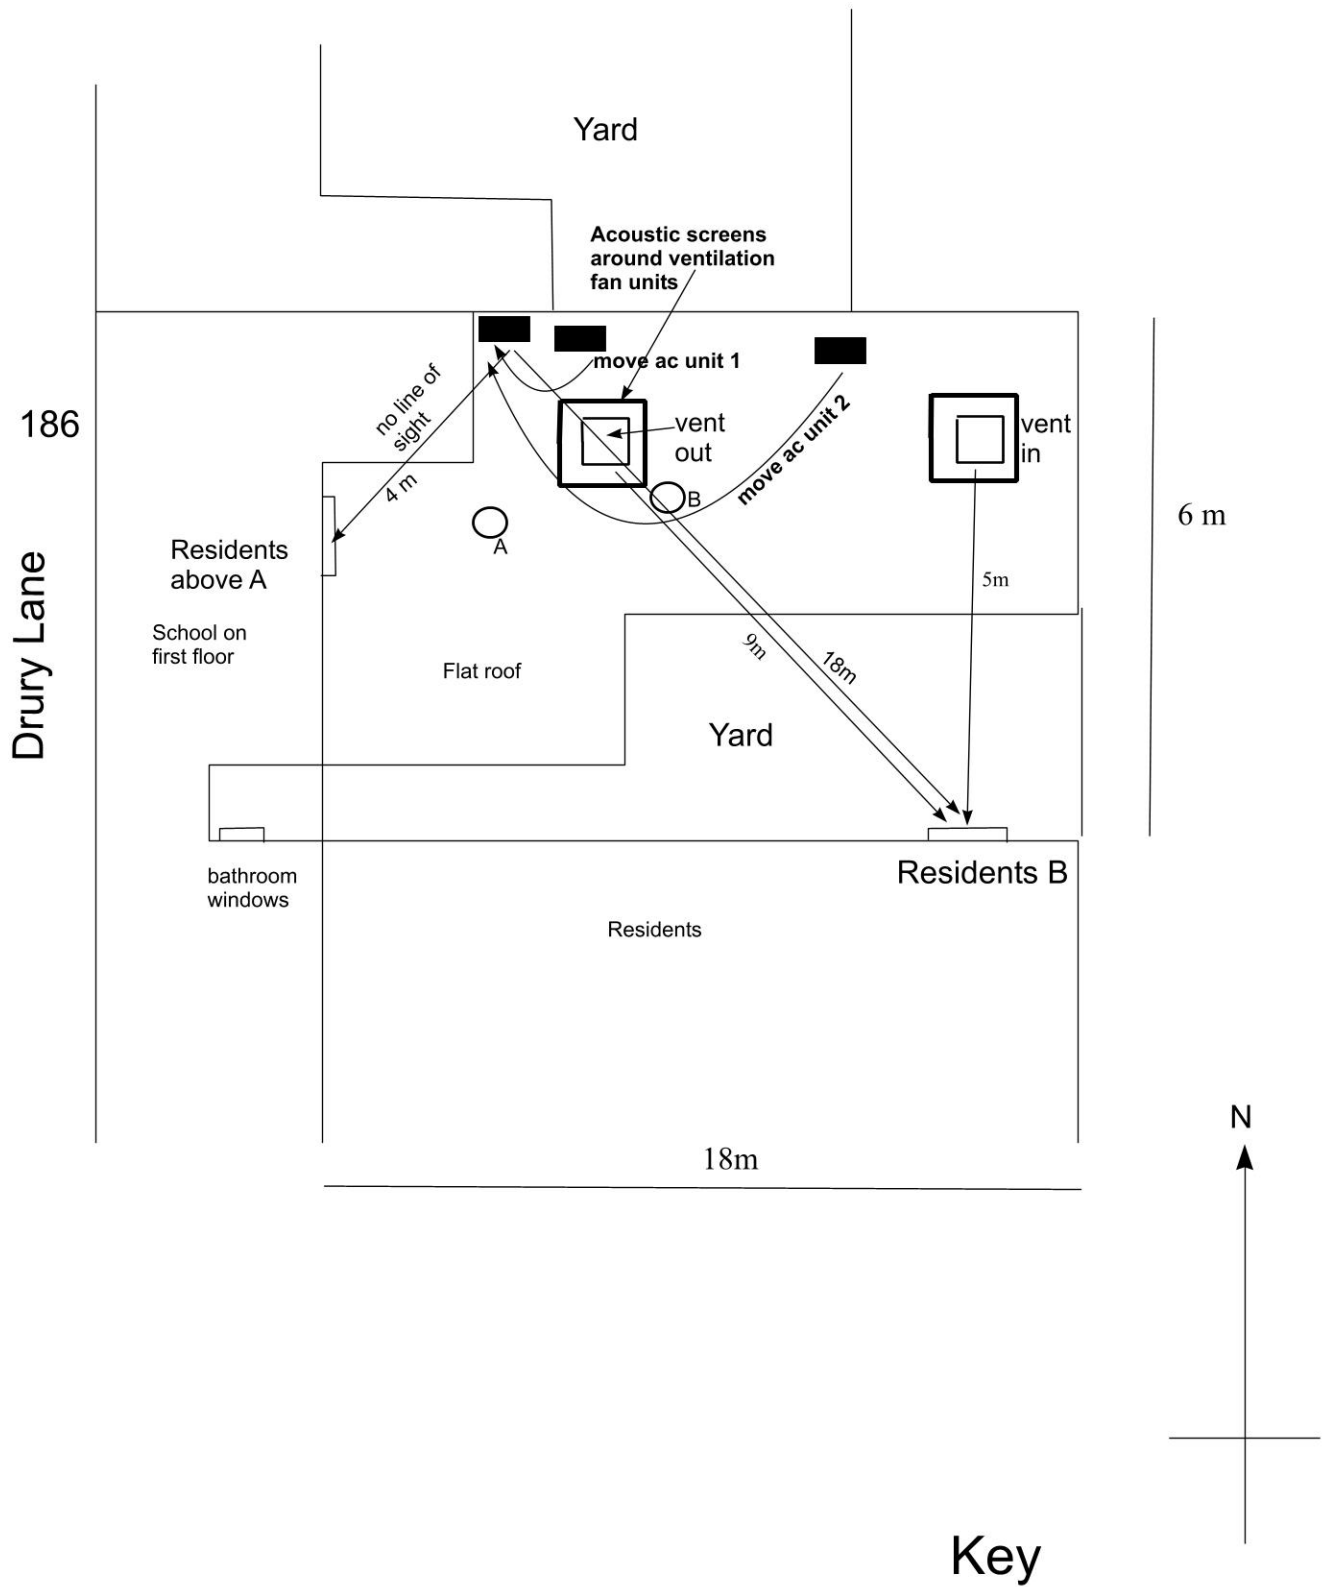 Yard
Acoustic screens
around ventilation
fan units
move ac unit 1
no line of
sight
4 m
186
vent
out
move ac unit 2
vent
in
B
A
6 m
Residents
above A
5m
School on
first floor
Drury Lane
Flat roof
9m
18m
Yard
bathroom
windows
Residents B
Residents
18m
N
Key